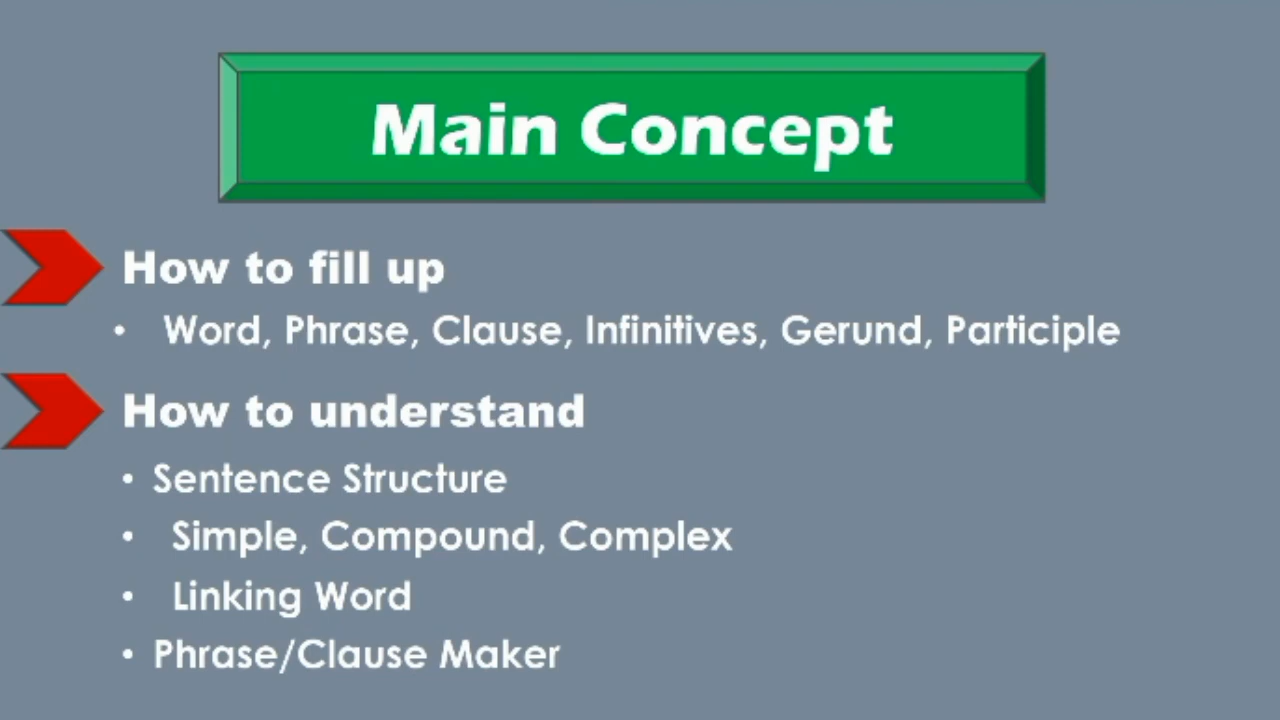 Main Concept
How to fill up
• Word, Phrase, Clause, Infinitives, Gerund, Participle
How to understand
• Sentence Structure
• Simple, Compound, Complex
• Linking Word
• Phrase/Clause Maker